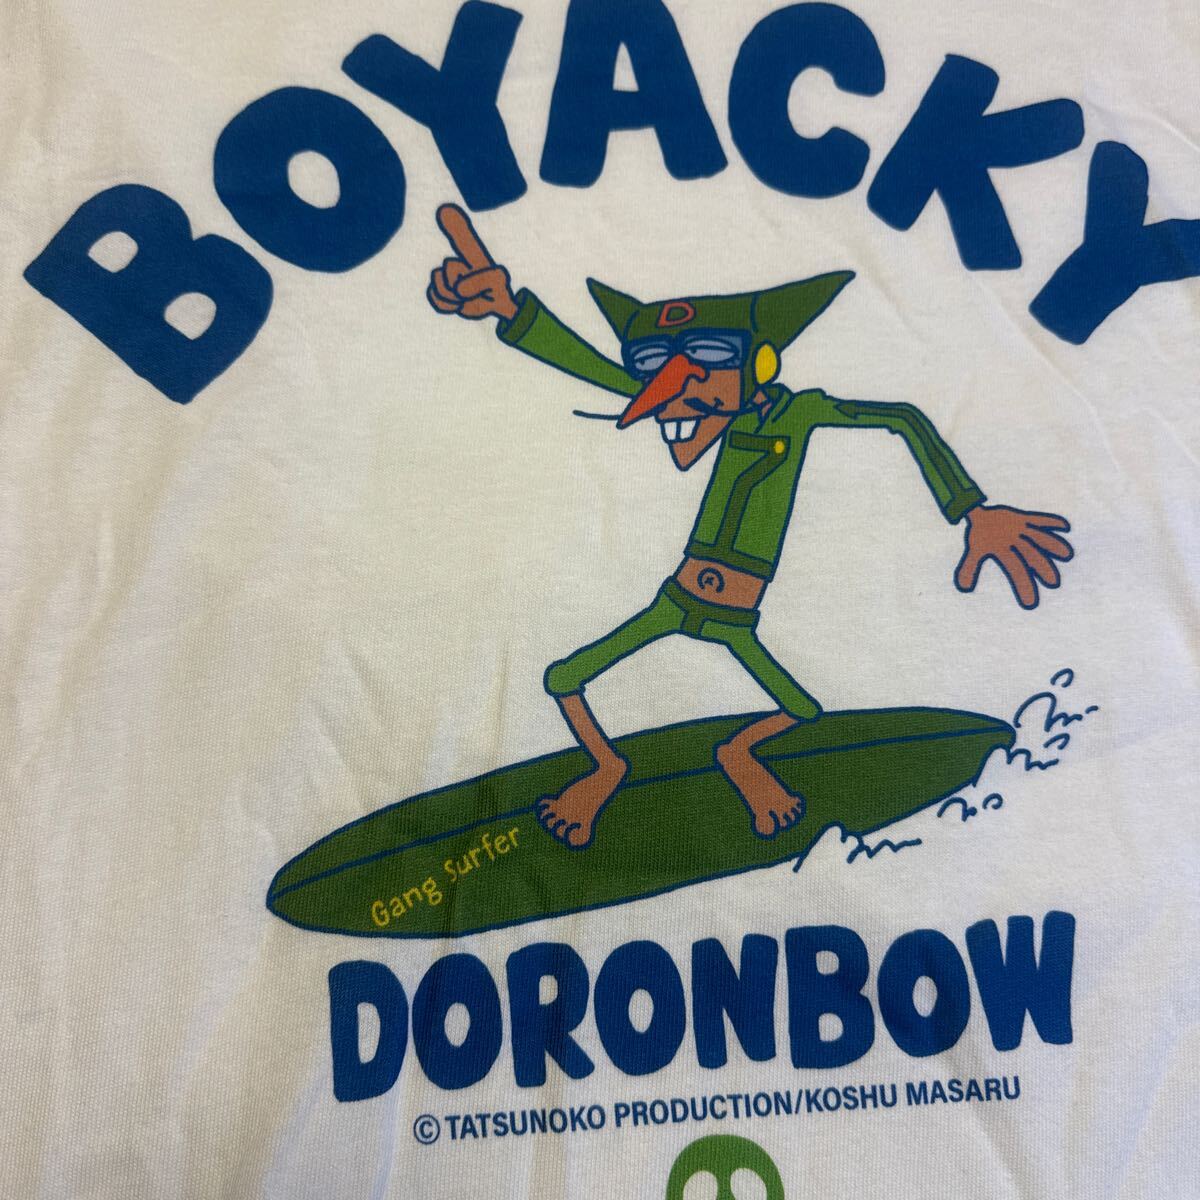 BOYACKY
D
Gang Surfer
DORONBOW
© TATSUNOKO PRODUCTION/KOSHU MASARU